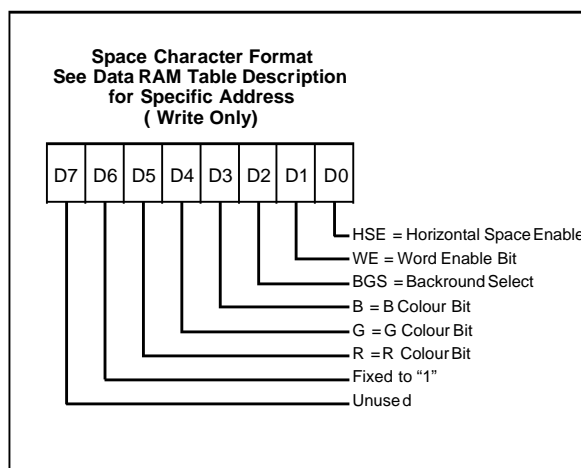 Space Character Format
See Data RAM Table Description
for Specific Address
( Write Only)
D7 D6 D5 D4 D3 D2 D1 D0
HSE = Horizontal Space Enable
WE = Word Enable Bit
BGS = Backround Select
B = B Colour Bit
G = G Colour Bit
R = R Colour Bit
Fixed to “1”
Unused